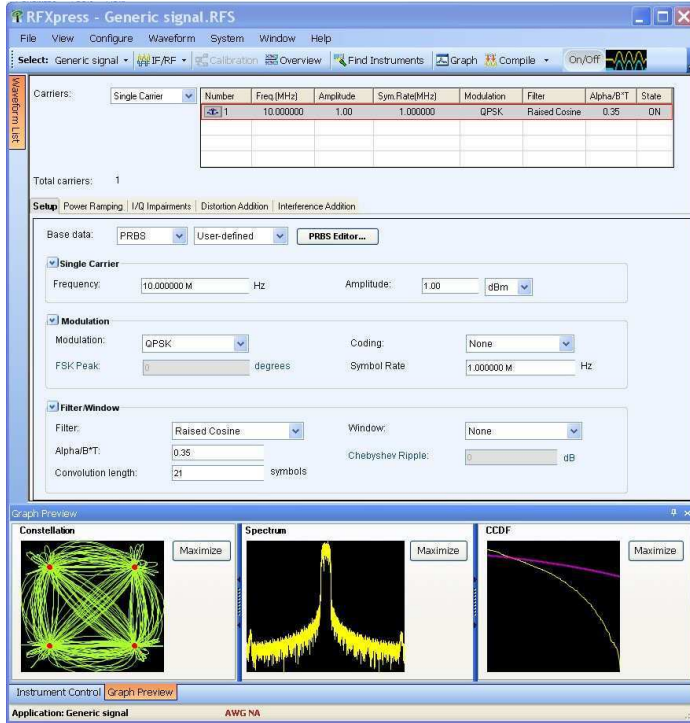 RFXpress - Generic signal.RFS
File View Configure Waveform System Window Help
Select: Generic signal IF/RF Calibration Overview Find Instruments Graph Compile On/Off
Waveform List
Carriers: Single Carrier
Number Freq.(MHz) Amplitude Sym.Rate(MHz) Modulation Filter Alpha/B*T State
1 10.000000 1.00 1.000000 QPSK Raised Cosine 0.35 ON
Total carriers: 1
Setup Power Ramping I/Q Impairments Distortion Addition Interference Addition
Base data: PRBS User-defined PRBS Editor...
Single Carrier
Frequency: 10.000000 M Hz Amplitude: 1.00 dBm
Modulation
Modulation: QPSK Coding: None
FSK Peak: 0 degrees Symbol Rate 1.000000 M Hz
Filter/Window
Filter: Raised Cosine Window: None
Alpha/B*T: 0.35 Chebyshev Ripple: 0 dB
Convolution length: 21 symbols
Graph Preview
Constellation Maximize Spectrum Maximize CCDF Maximize
Instrument Control Graph Preview
Application: Generic signal AWG NA